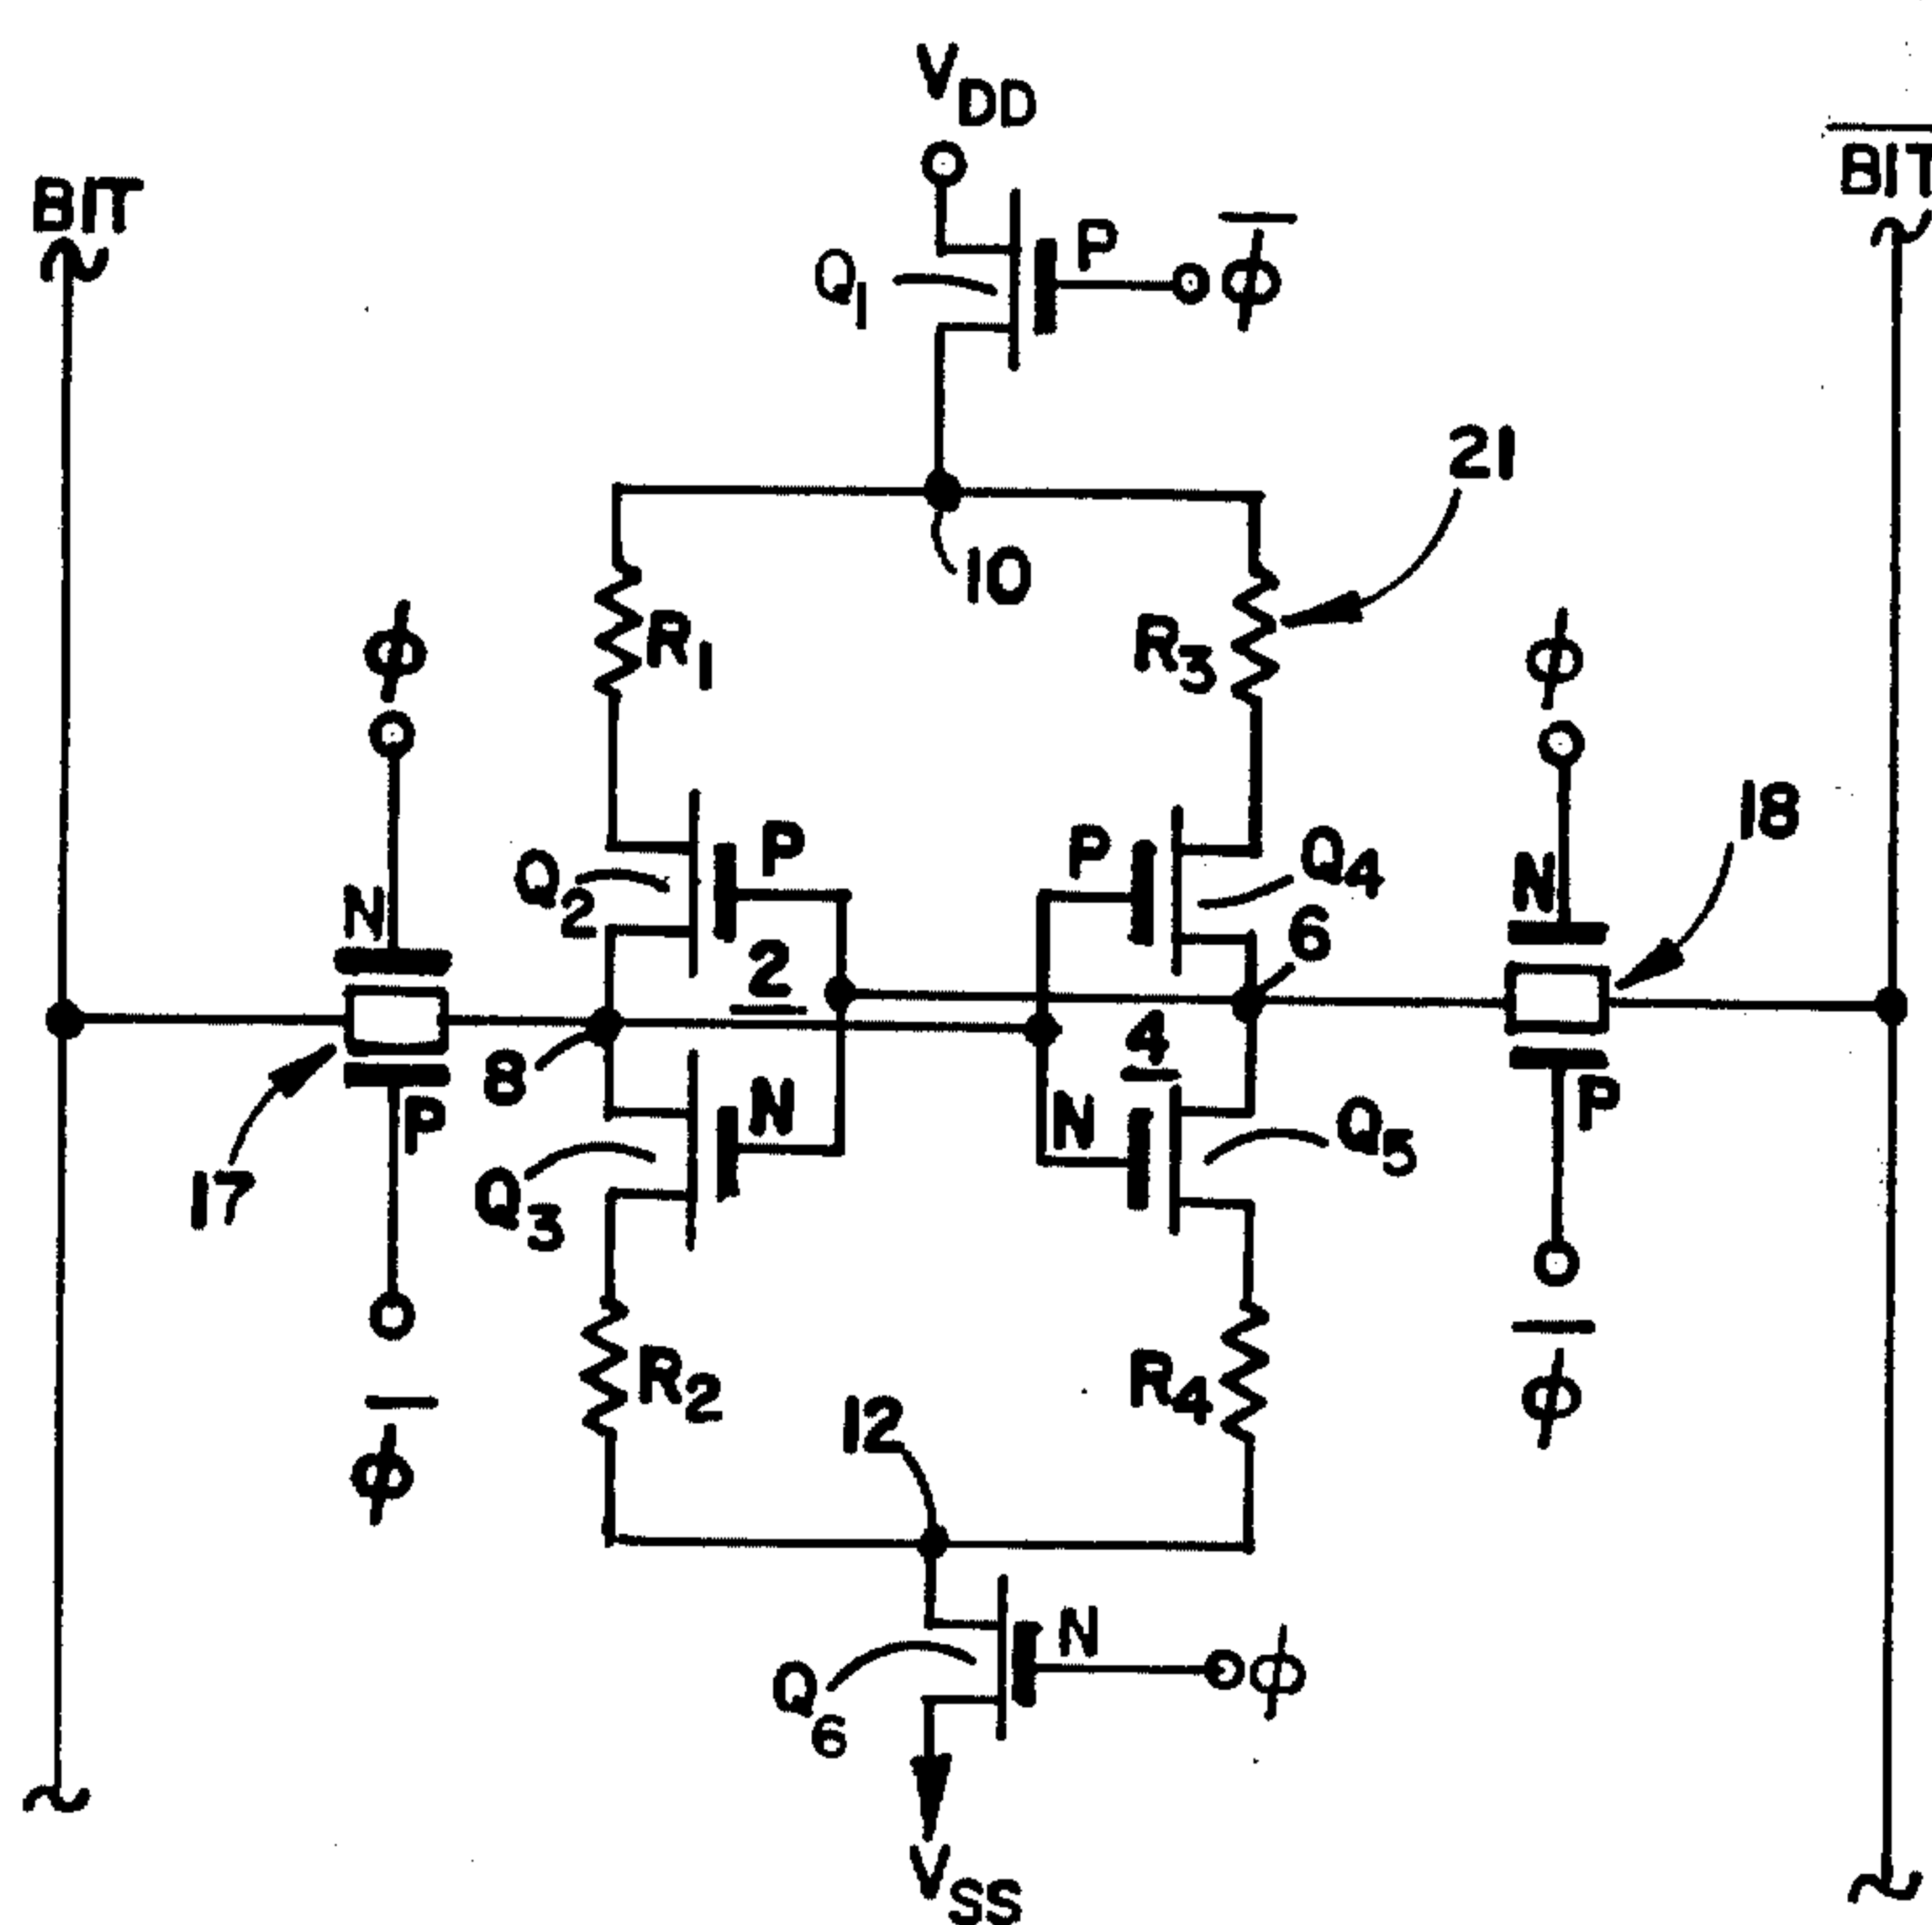 V_DD
BIT
B̅I̅T̅
P
Q₁
φ̅
21
10
R₁
R₃
φ
φ
18
P
P
Q₂
Q₄
N
N
6
2
8
4
P
P
N
N
Q₅
17
Q₃
φ̅
R₂
R₄
12
φ̅
N
Q₆
φ
V_SS